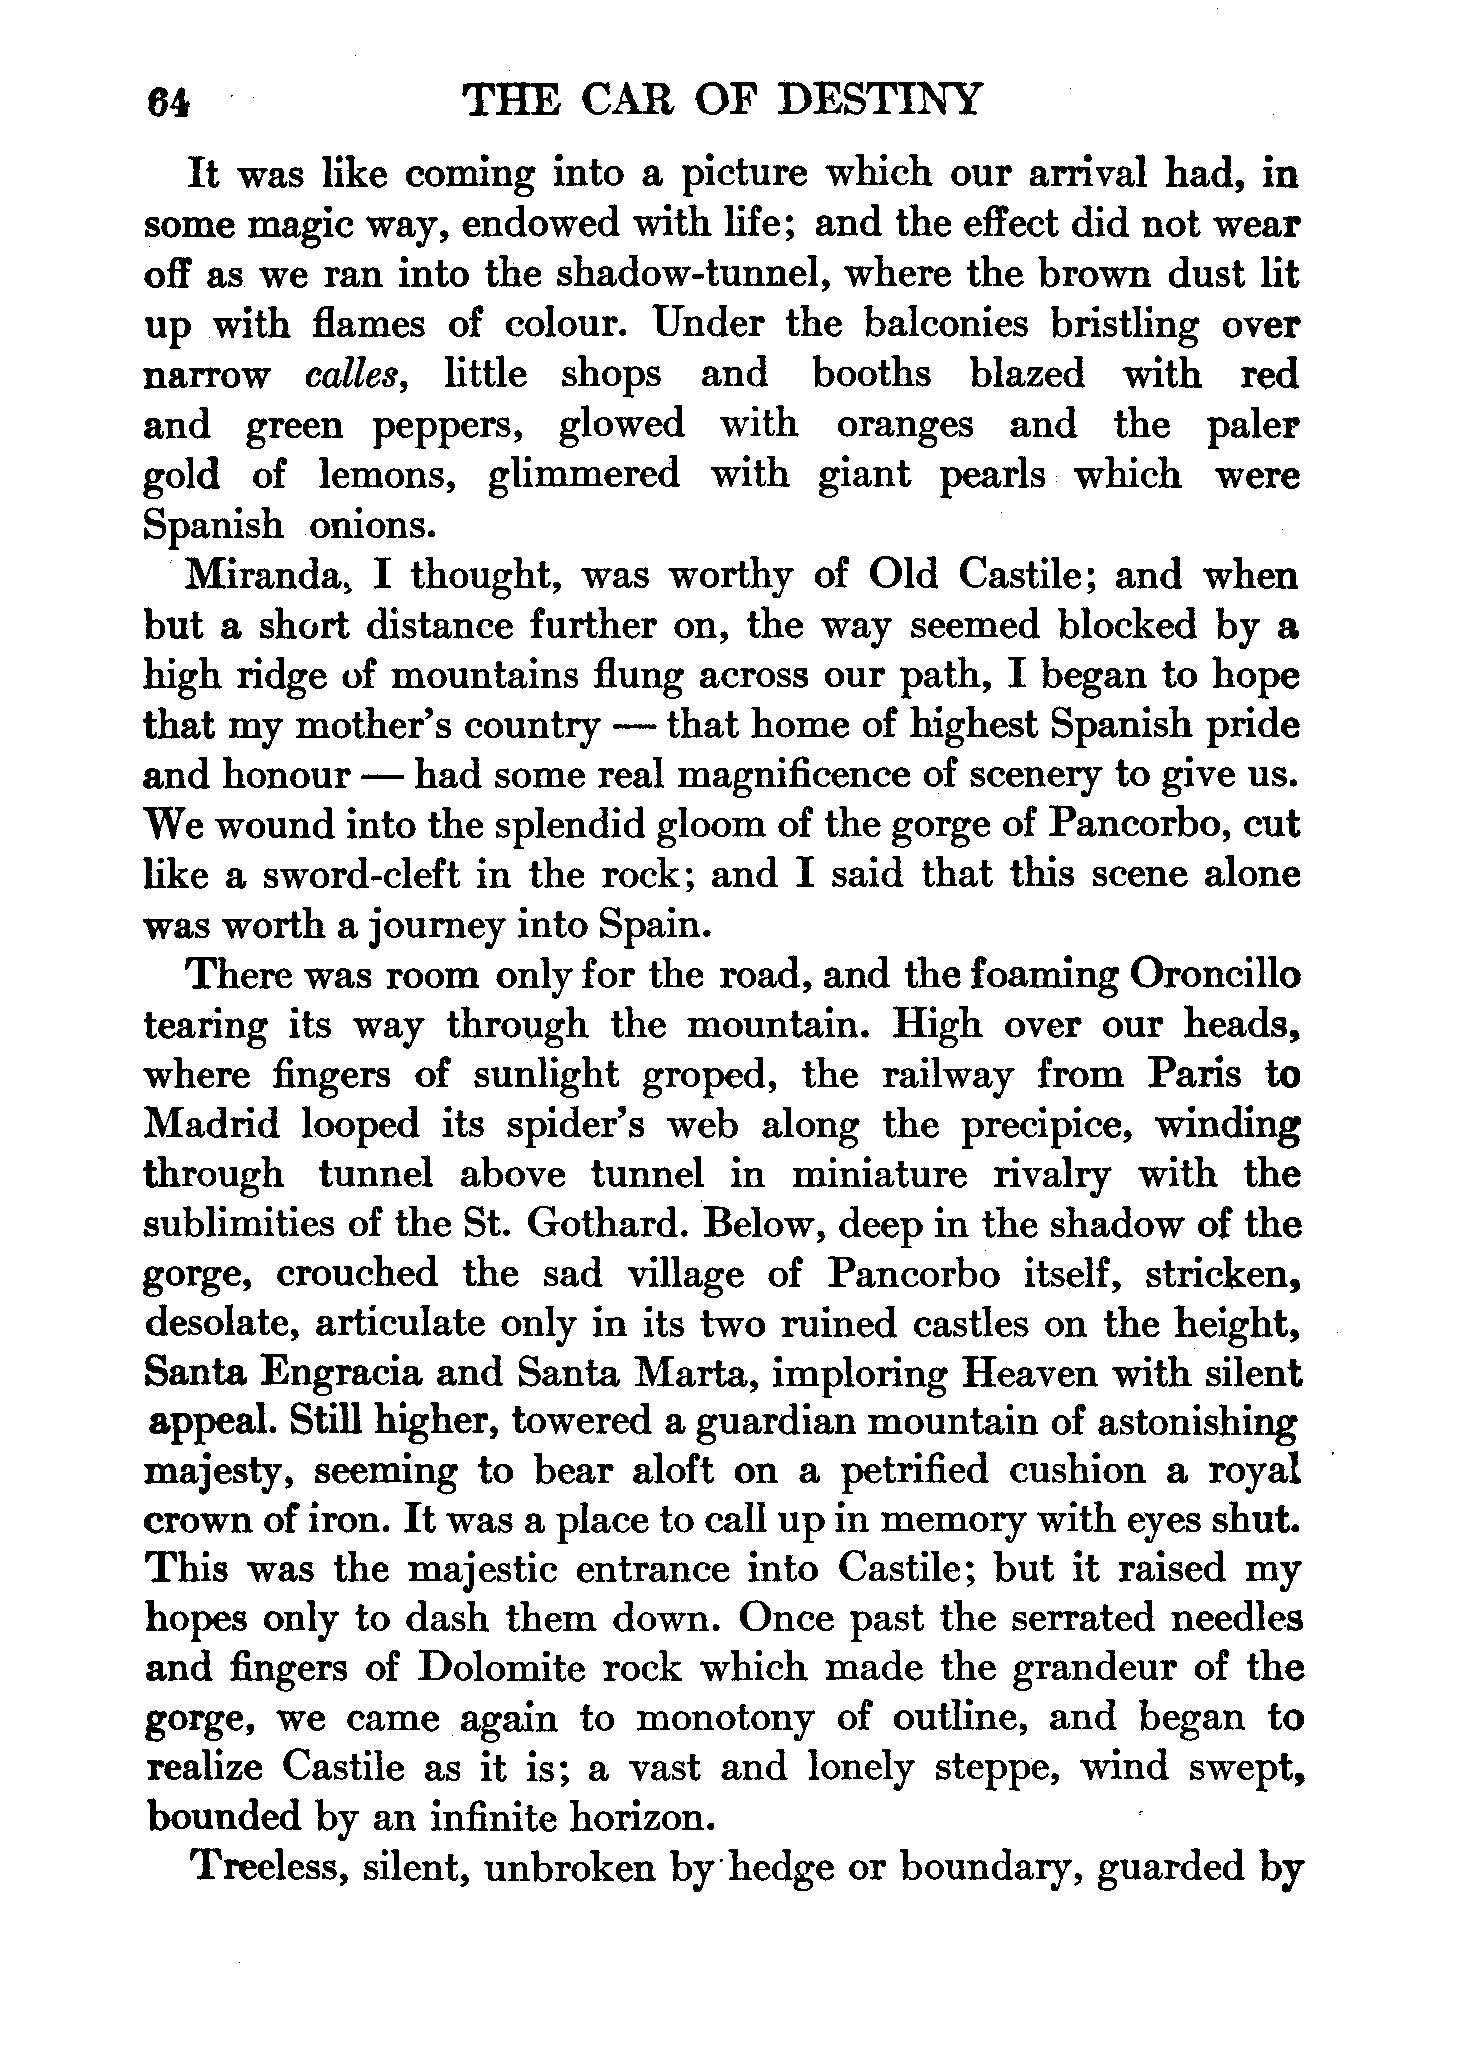 64 THE CAR OF DESTINY
It was like coming into a picture which our arrival had, in
some magic way, endowed with life; and the effect did not wear
off as we ran into the shadow-tunnel, where the brown dust lit
up with flames of colour. Under the balconies bristling over
narrow calles, little shops and booths blazed with red
and green peppers, glowed with oranges and the paler
gold of lemons, glimmered with giant pearls which were
Spanish onions.
Miranda, I thought, was worthy of Old Castile; and when
but a short distance further on, the way seemed blocked by a
high ridge of mountains flung across our path, I began to hope
that my mother's country — that home of highest Spanish pride
and honour — had some real magnificence of scenery to give us.
We wound into the splendid gloom of the gorge of Pancorbo, cut
like a sword-cleft in the rock; and I said that this scene alone
was worth a journey into Spain.
There was room only for the road, and the foaming Oroncillo
tearing its way through the mountain. High over our heads,
where fingers of sunlight groped, the railway from Paris to
Madrid looped its spider's web along the precipice, winding
through tunnel above tunnel in miniature rivalry with the
sublimities of the St. Gothard. Below, deep in the shadow of the
gorge, crouched the sad village of Pancorbo itself, stricken,
desolate, articulate only in its two ruined castles on the height,
Santa Engracia and Santa Marta, imploring Heaven with silent
appeal. Still higher, towered a guardian mountain of astonishing
majesty, seeming to bear aloft on a petrified cushion a royal
crown of iron. It was a place to call up in memory with eyes shut.
This was the majestic entrance into Castile; but it raised my
hopes only to dash them down. Once past the serrated needles
and fingers of Dolomite rock which made the grandeur of the
gorge, we came again to monotony of outline, and began to
realize Castile as it is; a vast and lonely steppe, wind swept,
bounded by an infinite horizon.
Treeless, silent, unbroken by hedge or boundary, guarded by